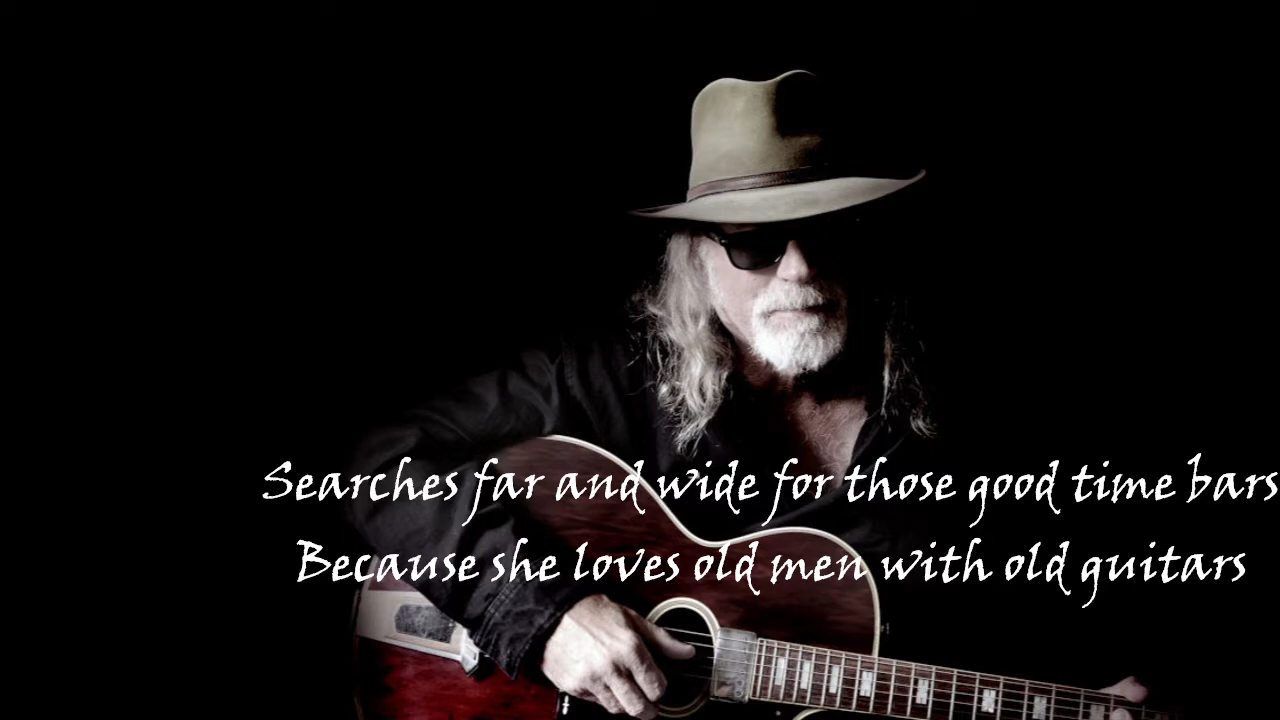 Searches far and wide for those good time bars
Because she loves old men with old guitars